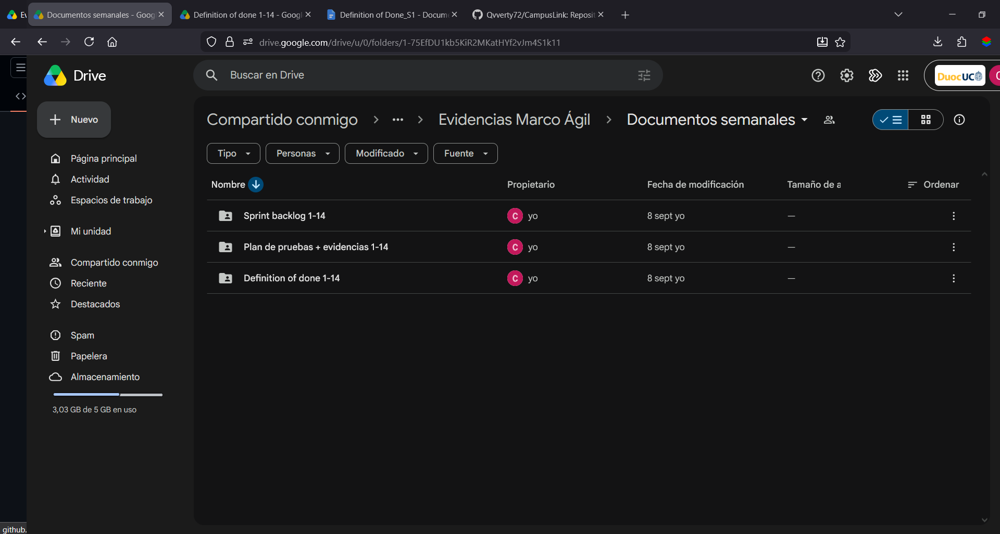 Ev
Documentos semanales - Goog
Definition of done 1-14 - Googl
Definition of Done_S1 - Docume
Qvverty72/CampusLink: Reposit
drive.google.com/drive/u/0/folders/1-75EfDU1kb5KiR2MKatHYf2vJm4S1k11
Drive
Buscar en Drive
DuocUC
C
Nuevo
Compartido conmigo
Evidencias Marco Ágil
Documentos semanales
Tipo
Personas
Modificado
Fuente
Página principal
Actividad
Espacios de trabajo
Mi unidad
Compartido conmigo
Reciente
Destacados
Spam
Papelera
Almacenamiento
3,03 GB de 5 GB en uso
Nombre Propietario Fecha de modificación Tamaño de a Ordenar
Sprint backlog 1-14 C yo 8 sept yo —
Plan de pruebas + evidencias 1-14 C yo 8 sept yo —
Definition of done 1-14 C yo 8 sept yo —
github.